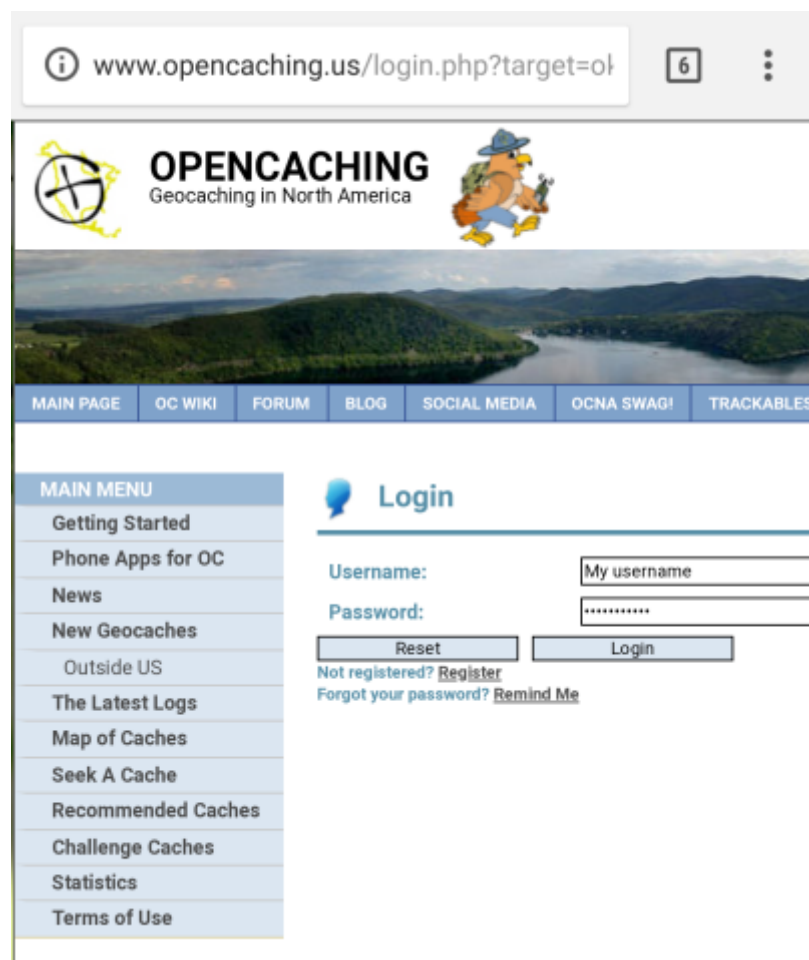 www.opencaching.us/login.php?target=ok
6
OPENCACHING
Geocaching in North America
MAIN PAGE OC WIKI FORUM BLOG SOCIAL MEDIA OCNA SWAG! TRACKABLES
MAIN MENU
Getting Started
Phone Apps for OC
News
New Geocaches
Outside US
The Latest Logs
Map of Caches
Seek A Cache
Recommended Caches
Challenge Caches
Statistics
Terms of Use
Login
Username: My username
Password: •••••••••••
Reset Login
Not registered? Register
Forgot your password? Remind Me